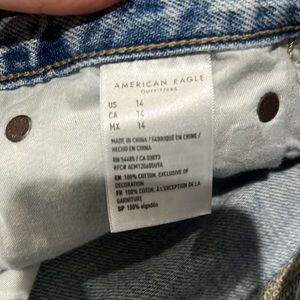 AMERICAN EAGLE
OUTFITTERS
US 14
CA 14
MX 14
MADE IN CHINA / FABRIQUÉ EN CHINE /
HECHO EN CHINA
RN 54485 / CA 03873
EN 100% COTTON. EXCLUSIVE OF
DECORATION
FR 100% COTON. À L'EXCEPTION DE LA
GARNITURE
SP 100% algodón